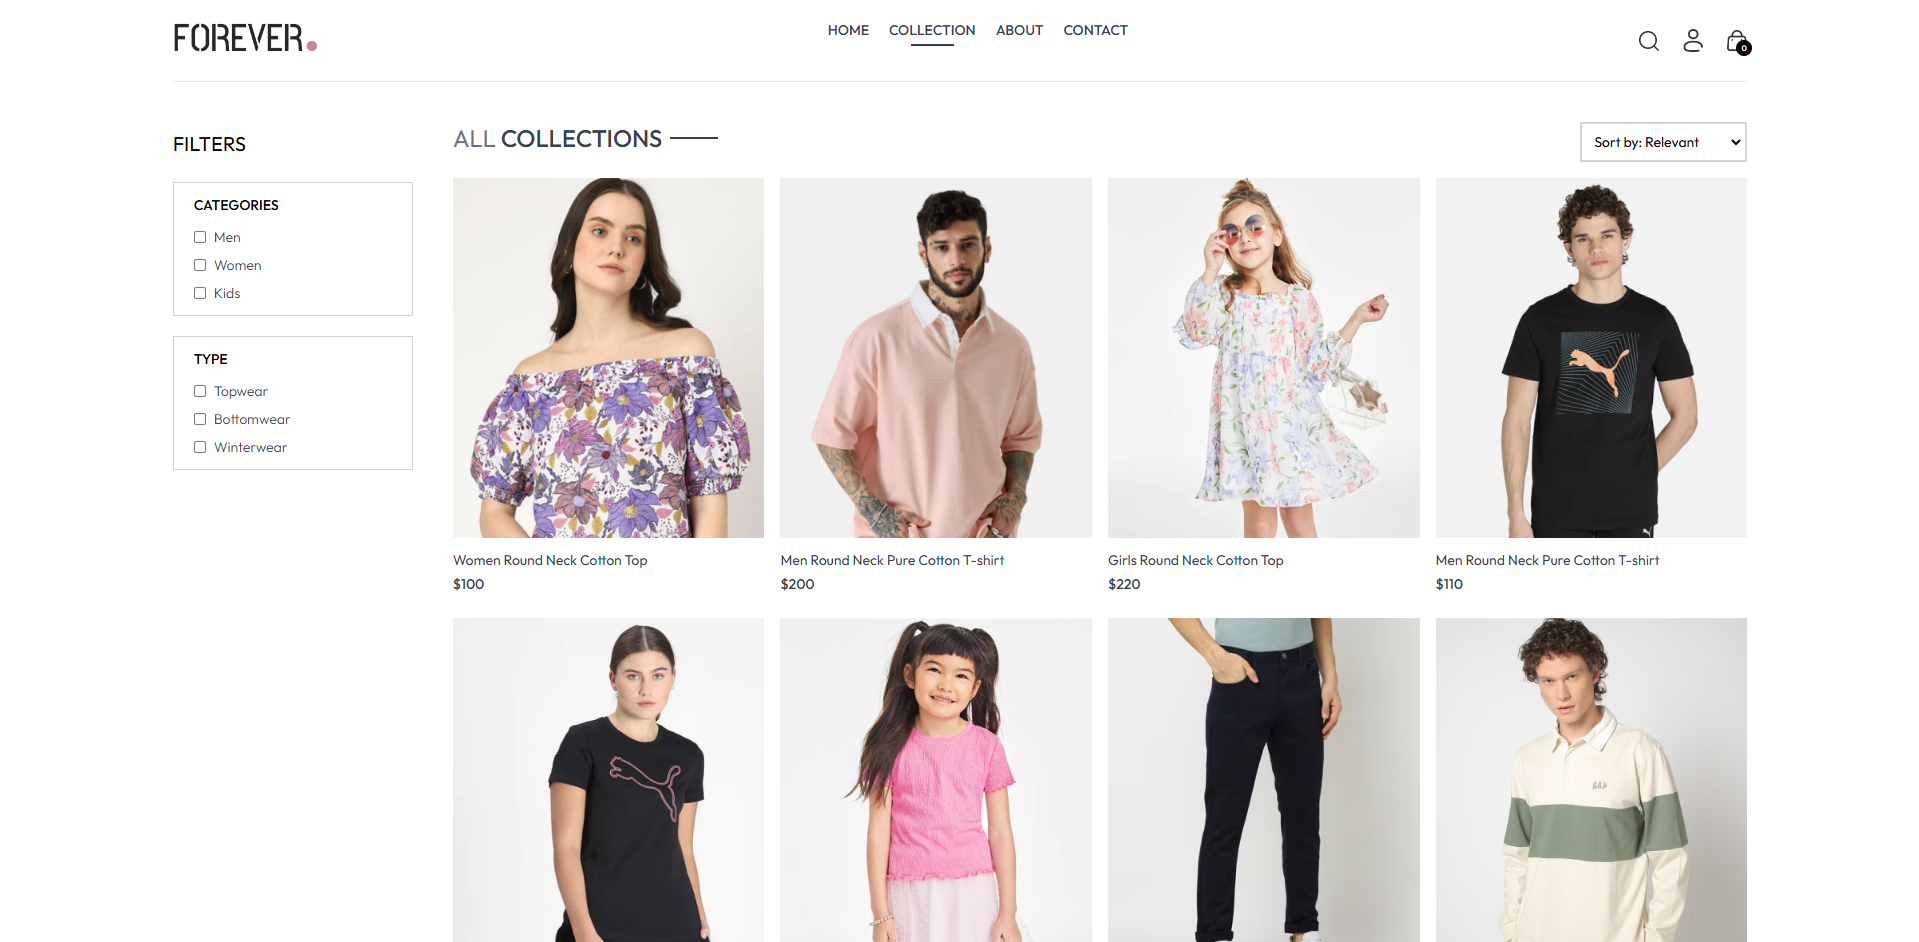 FOREVER.
HOME COLLECTION ABOUT CONTACT
0
FILTERS
CATEGORIES
Men
Women
Kids
TYPE
Topwear
Bottomwear
Winterwear
ALL COLLECTIONS
Sort by: Relevant
Women Round Neck Cotton Top
$100
Men Round Neck Pure Cotton T-shirt
$200
Girls Round Neck Cotton Top
$220
Men Round Neck Pure Cotton T-shirt
$110
GAP